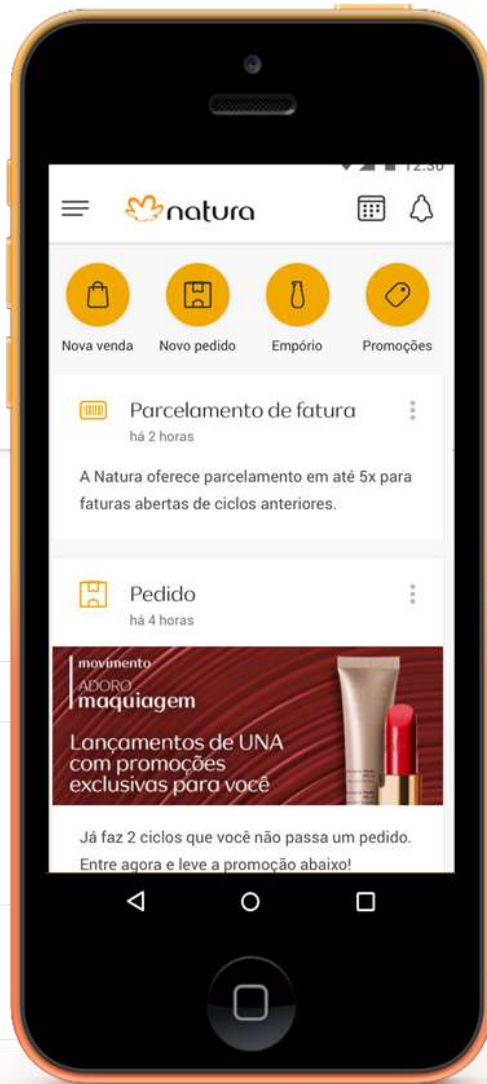 12:30
natura
Nova venda
Novo pedido
Empório
Promoções
Parcelamento de fatura
há 2 horas
A Natura oferece parcelamento em até 5x para
faturas abertas de ciclos anteriores.
Pedido
há 4 horas
movimento
ADORO
maquiagem
Lançamentos de UNA
com promoções
exclusivas para você
Já faz 2 ciclos que você não passa um pedido.
Entre agora e leve a promoção abaixo!